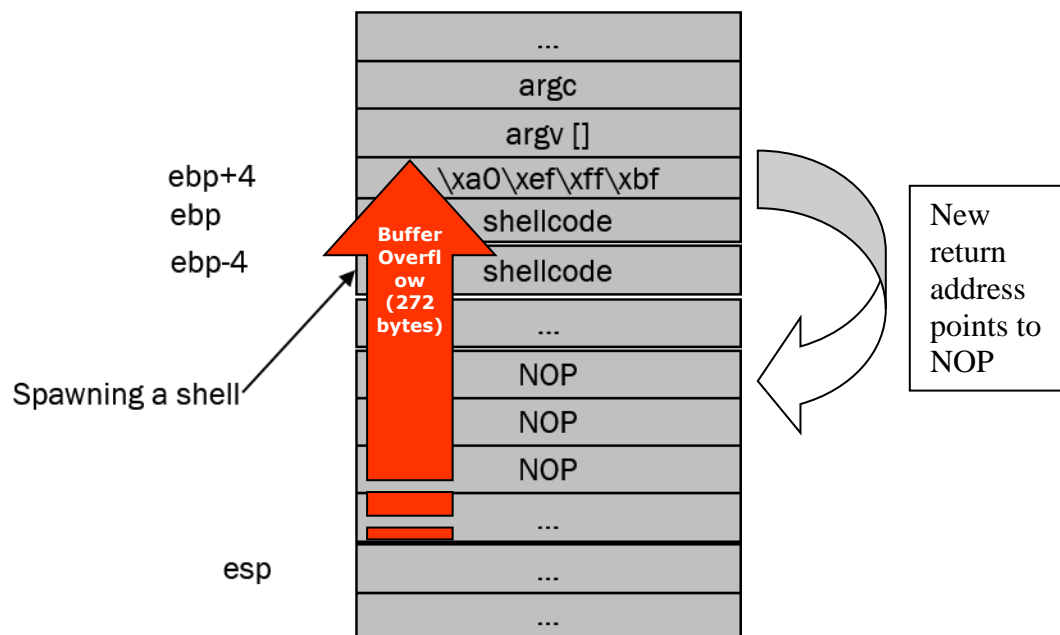 ...
argc
argv []
ebp+4
\xa0\xef\xff\xbf
ebp
shellcode
ebp-4
shellcode
Buffer
Overfl
ow
(272
bytes)
...
New
return
address
points to
NOP
Spawning a shell
NOP
NOP
NOP
...
esp
...
...